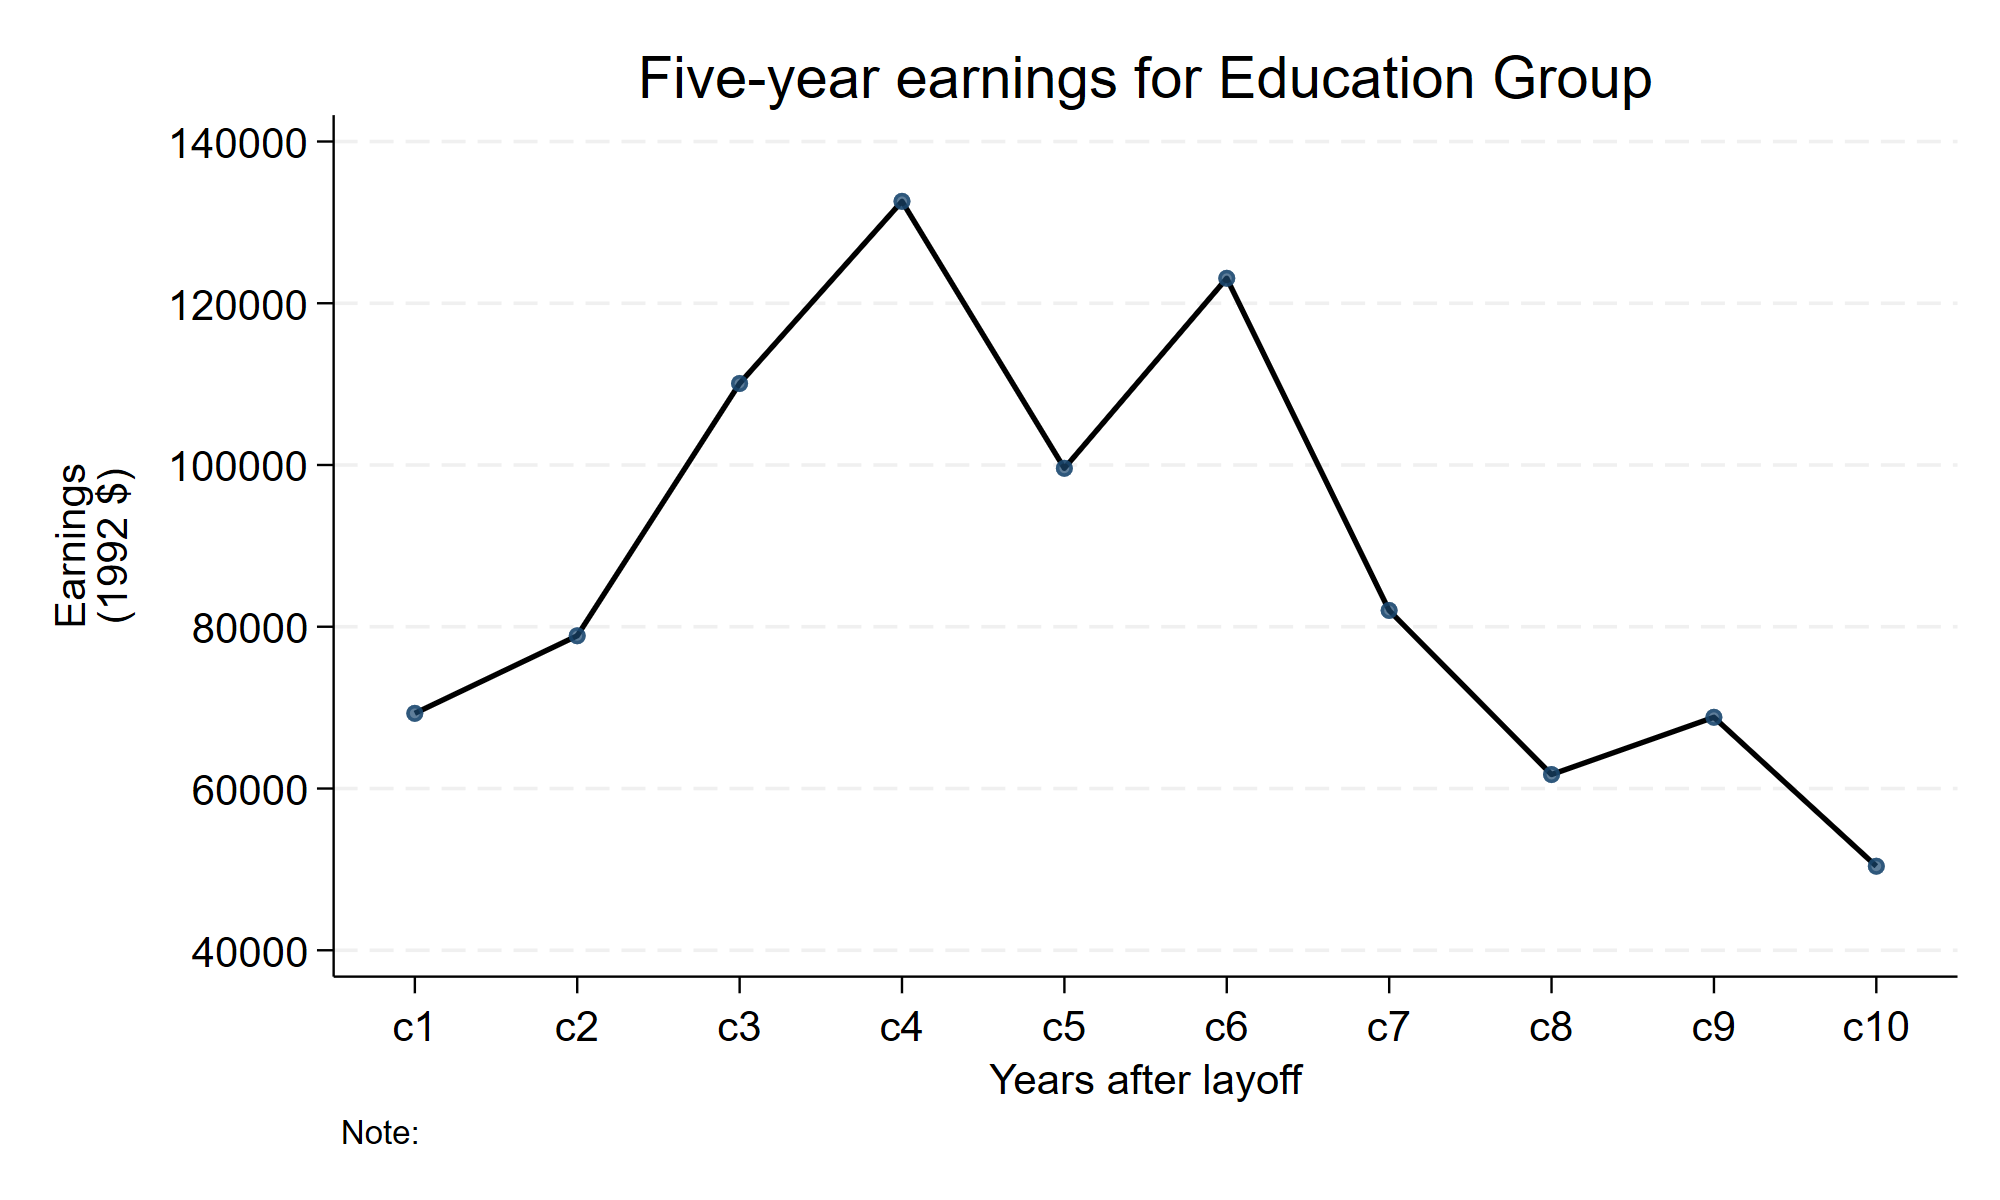 Five-year earnings for Education Group
140000
120000
100000
80000
60000
40000
Earnings
(1992 $)
c1 c2 c3 c4 c5 c6 c7 c8 c9 c10
Years after layoff
Note: